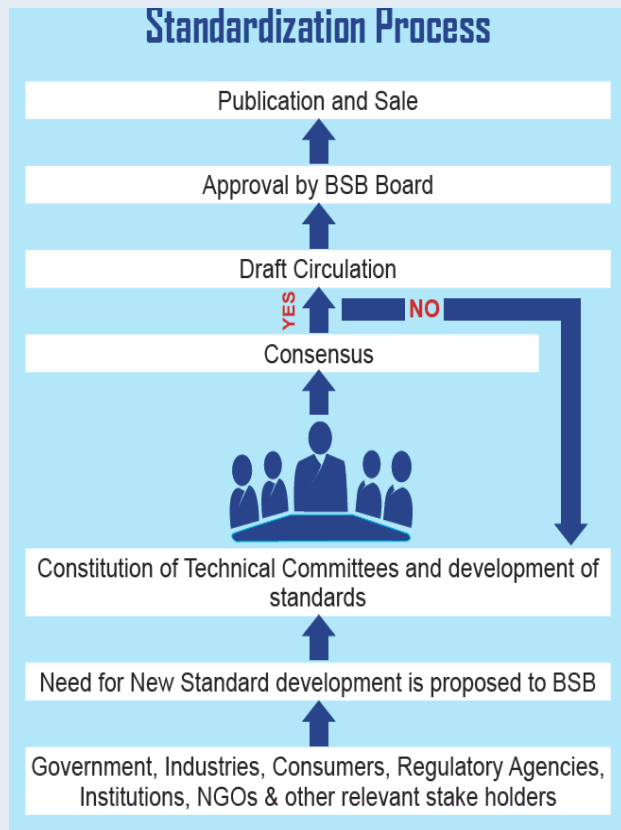 Standardization Process
Publication and Sale
Approval by BSB Board
Draft Circulation
YES
NO
Consensus
Constitution of Technical Committees and development of
standards
Need for New Standard development is proposed to BSB
Government, Industries, Consumers, Regulatory Agencies,
Institutions, NGOs & other relevant stake holders